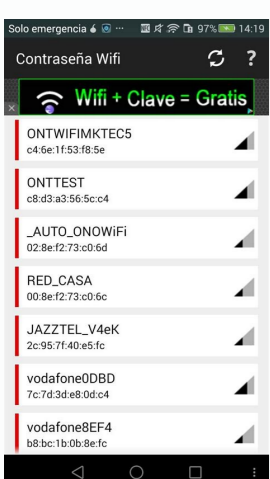 Solo emergencia ... 97% 14:19
Contraseña Wifi ?
Wifi + Clave = Gratis
ONTWIFIMKTEC5
c4:6e:1f:53:f8:5e
ONTTEST
c8:d3:a3:56:5c:c4
_AUTO_ONOWiFi
02:8e:f2:73:c0:6d
RED_CASA
00:8e:f2:73:c0:6c
JAZZTEL_V4eK
2c:95:7f:40:e5:fc
vodafone0DBD
7c:7d:3d:e8:0d:c4
vodafone8EF4
b8:bc:1b:0b:8e:fc